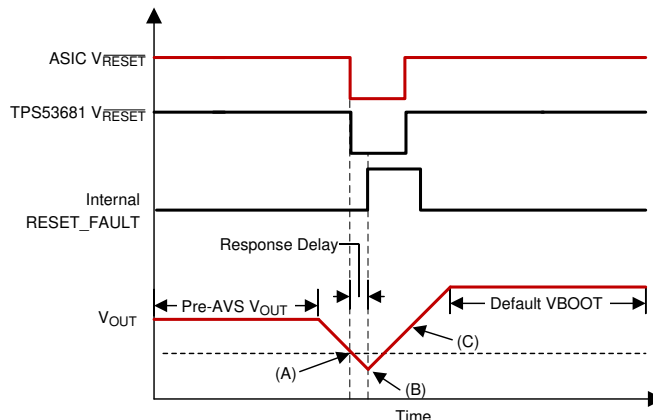 ASIC VRESET
TPS53681 VRESET
Internal
RESET_FAULT
Response Delay
Pre-AVS VOUT
Default VBOOT
VOUT
(C)
(A)
(B)
Time